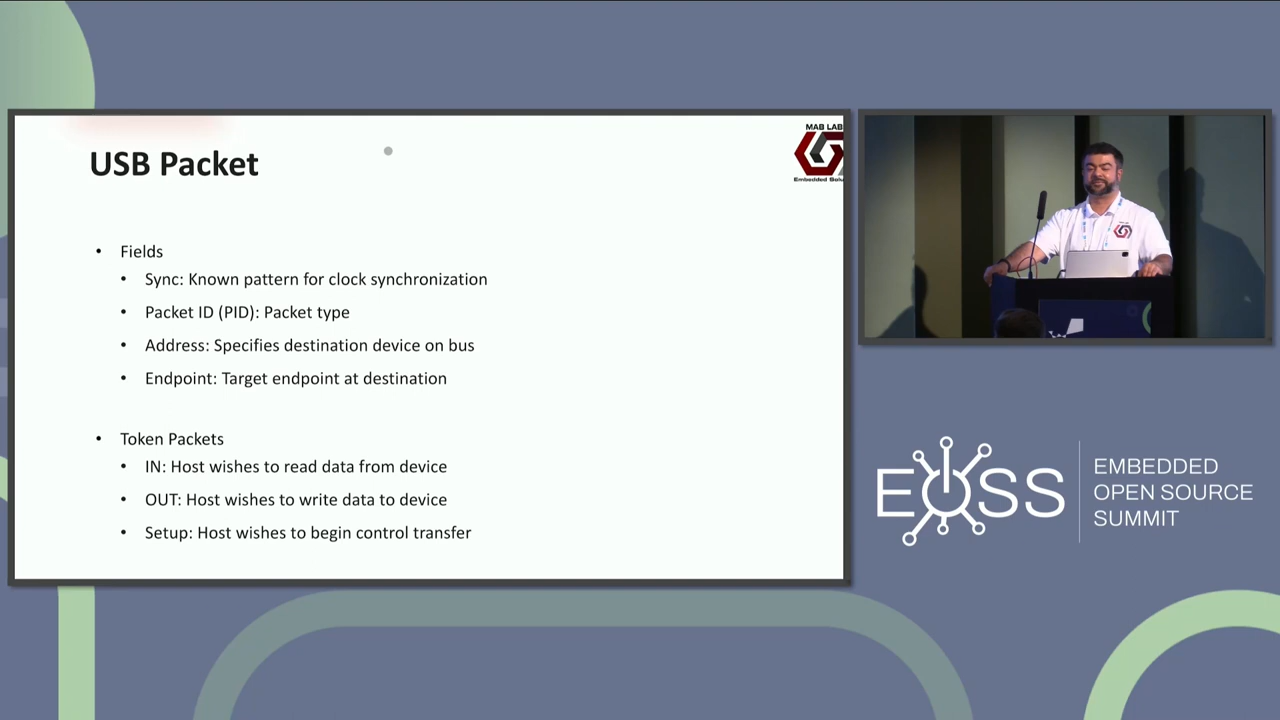 USB Packet
MAB LAB
Embedded Solu
• Fields
• Sync: Known pattern for clock synchronization
• Packet ID (PID): Packet type
• Address: Specifies destination device on bus
• Endpoint: Target endpoint at destination
• Token Packets
• IN: Host wishes to read data from device
• OUT: Host wishes to write data to device
• Setup: Host wishes to begin control transfer
EOSS
EMBEDDED
OPEN SOURCE
SUMMIT